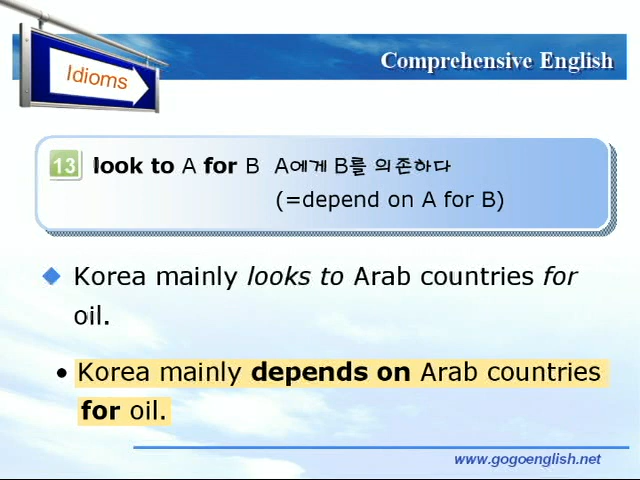 Idioms
Comprehensive English
13 look to A for B A에게 B를 의존하다
(=depend on A for B)
Korea mainly looks to Arab countries for
oil.
• Korea mainly depends on Arab countries
for oil.
www.gogoenglish.net